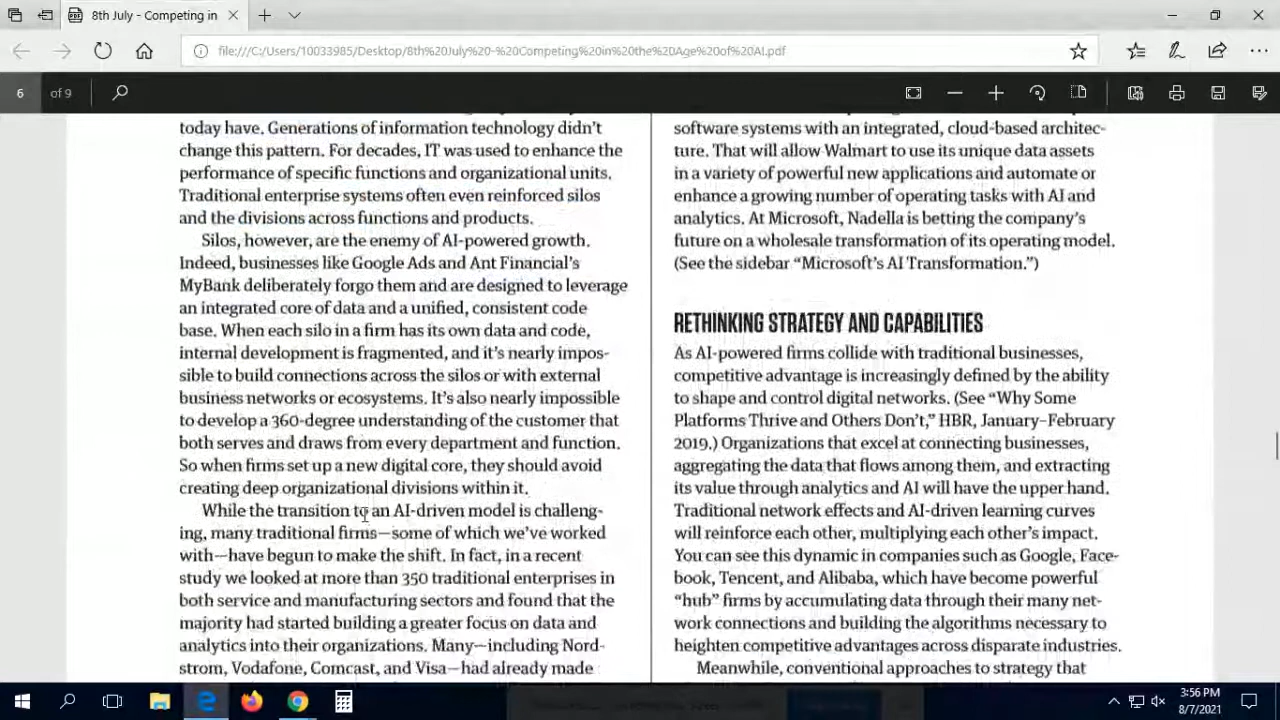 8th July - Competing in
file:///C:/Users/10033985/Desktop/8th%20July%20-%20Competing%20in%20the%20Age%20of%20AI.pdf
6 of 9
today have. Generations of information technology didn't
change this pattern. For decades, IT was used to enhance the
performance of specific functions and organizational units.
Traditional enterprise systems often even reinforced silos
and the divisions across functions and products.
Silos, however, are the enemy of AI-powered growth.
Indeed, businesses like Google Ads and Ant Financial's
MyBank deliberately forgo them and are designed to leverage
an integrated core of data and a unified, consistent code
base. When each silo in a firm has its own data and code,
internal development is fragmented, and it's nearly impos-
sible to build connections across the silos or with external
business networks or ecosystems. It's also nearly impossible
to develop a 360-degree understanding of the customer that
both serves and draws from every department and function.
So when firms set up a new digital core, they should avoid
creating deep organizational divisions within it.
While the transition to an AI-driven model is challeng-
ing, many traditional firms—some of which we've worked
with—have begun to make the shift. In fact, in a recent
study we looked at more than 350 traditional enterprises in
both service and manufacturing sectors and found that the
majority had started building a greater focus on data and
analytics into their organizations. Many—including Nord-
strom, Vodafone, Comcast, and Visa—had already made
software systems with an integrated, cloud-based architec-
ture. That will allow Walmart to use its unique data assets
in a variety of powerful new applications and automate or
enhance a growing number of operating tasks with AI and
analytics. At Microsoft, Nadella is betting the company's
future on a wholesale transformation of its operating model.
(See the sidebar "Microsoft's AI Transformation.")
RETHINKING STRATEGY AND CAPABILITIES
As AI-powered firms collide with traditional businesses,
competitive advantage is increasingly defined by the ability
to shape and control digital networks. (See "Why Some
Platforms Thrive and Others Don't," HBR, January–February
2019.) Organizations that excel at connecting businesses,
aggregating the data that flows among them, and extracting
its value through analytics and AI will have the upper hand.
Traditional network effects and AI-driven learning curves
will reinforce each other, multiplying each other's impact.
You can see this dynamic in companies such as Google, Face-
book, Tencent, and Alibaba, which have become powerful
"hub" firms by accumulating data through their many net-
work connections and building the algorithms necessary to
heighten competitive advantages across disparate industries.
Meanwhile, conventional approaches to strategy that
3:56 PM
8/7/2021